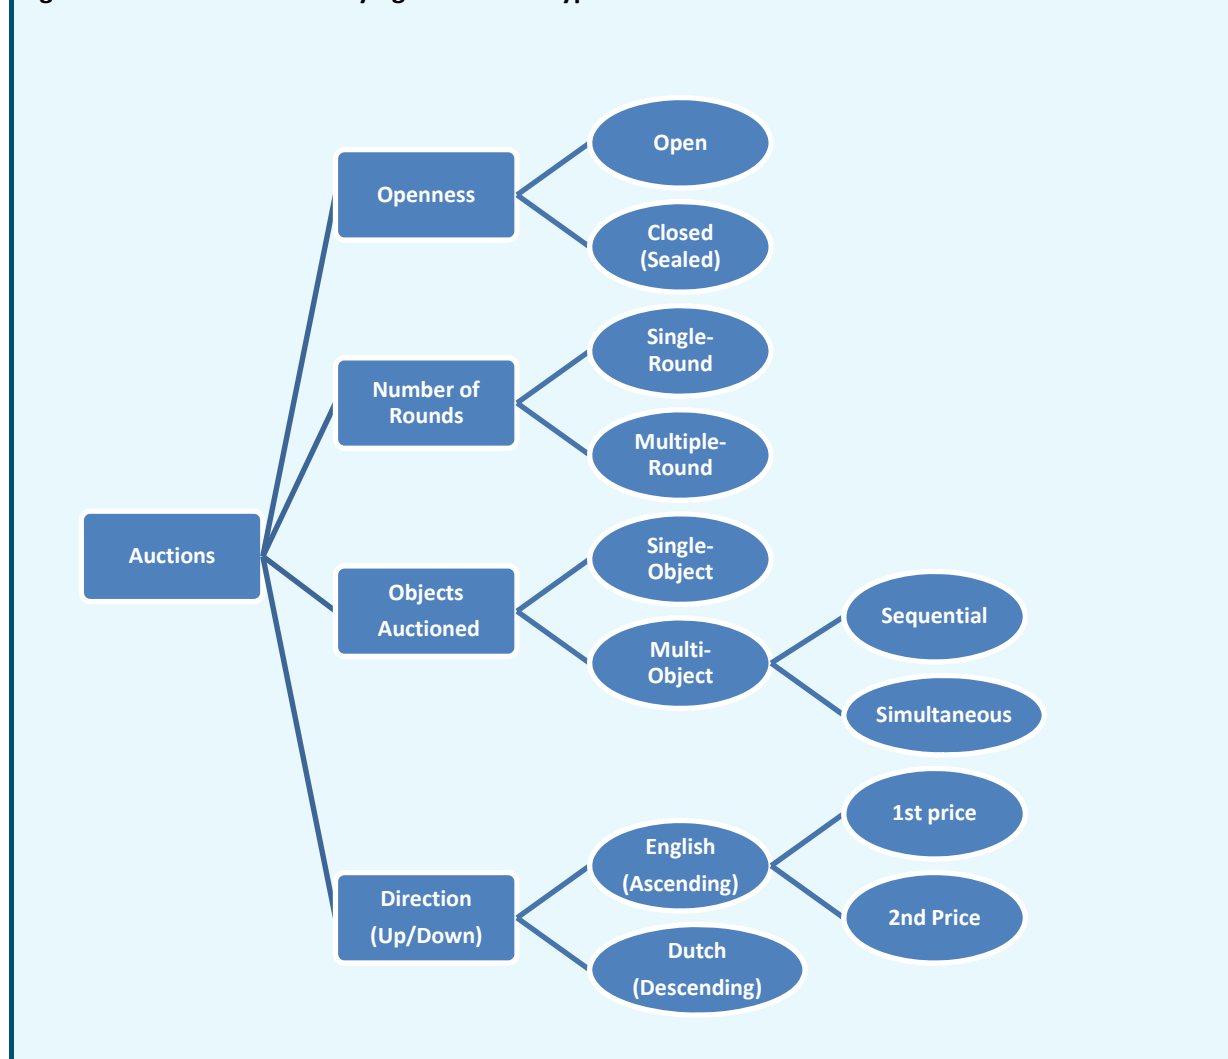 Openness
Open
Closed
(Sealed)
Number of
Rounds
Single-
Round
Multiple-
Round
Auctions
Objects
Auctioned
Single-
Object
Multi-
Object
Sequential
Simultaneous
Direction
(Up/Down)
English
(Ascending)
1st price
2nd Price
Dutch
(Descending)